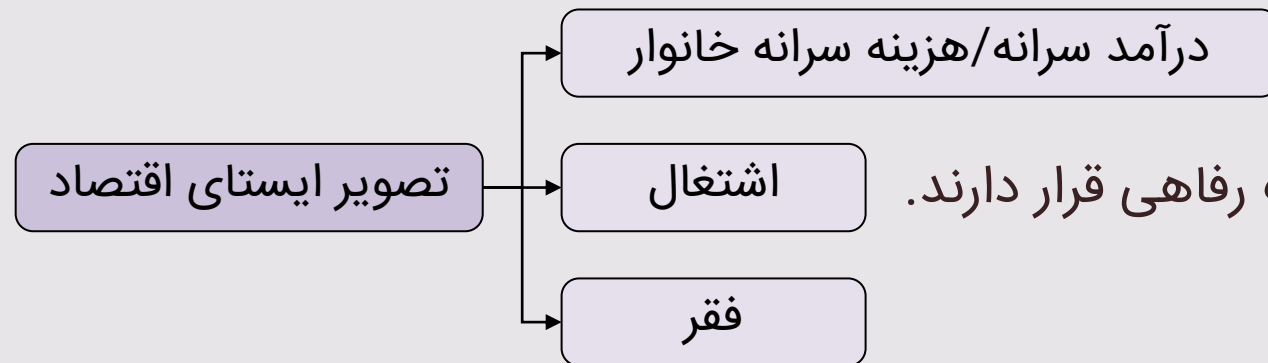 درآمد سرانه/هزینه سرانه خانوار
تصویر ایستای اقتصاد
اشتغال
رفاهی قرار دارند.
فقر